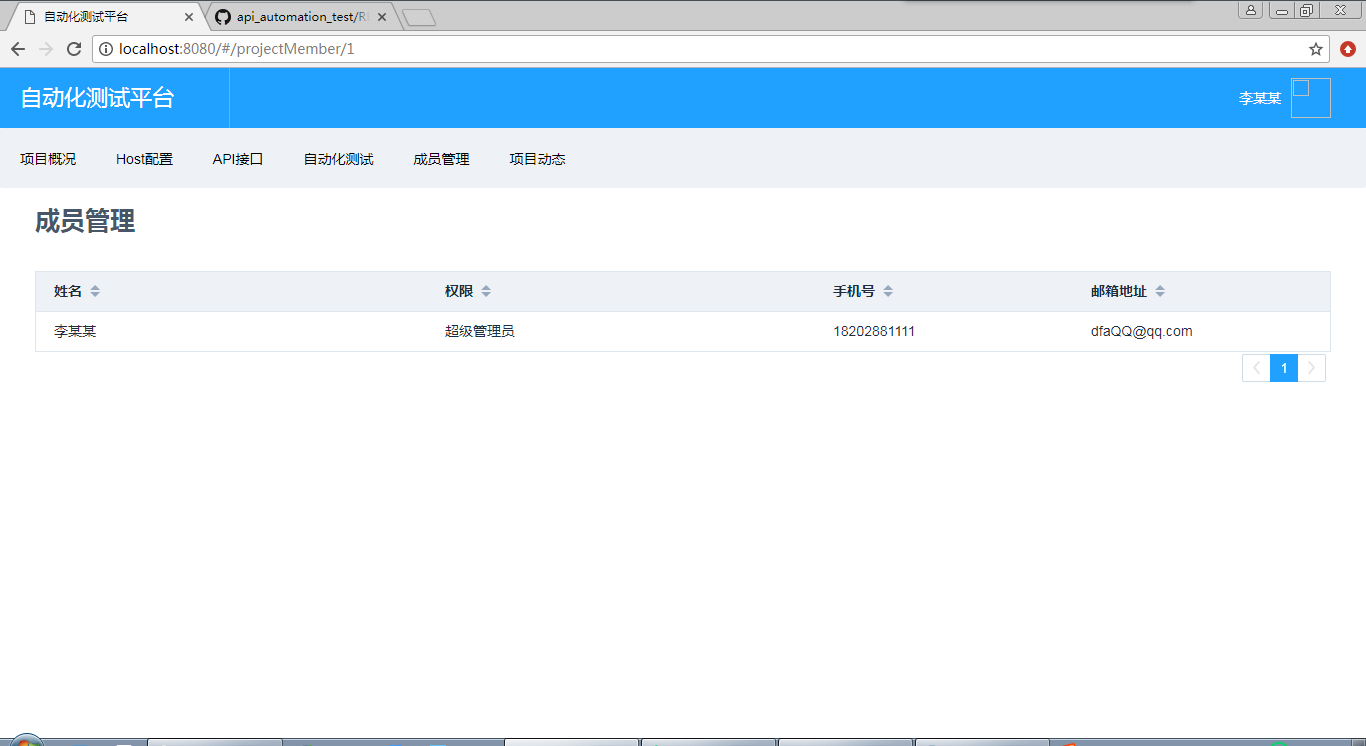 自动化测试平台
api_automation_test/R
localhost:8080/#/projectMember/1
自动化测试平台
李某某
项目概况 Host配置 API接口 自动化测试 成员管理 项目动态
成员管理
姓名 权限 手机号 邮箱地址
李某某 超级管理员 18202881111 dfaQQ@qq.com
1